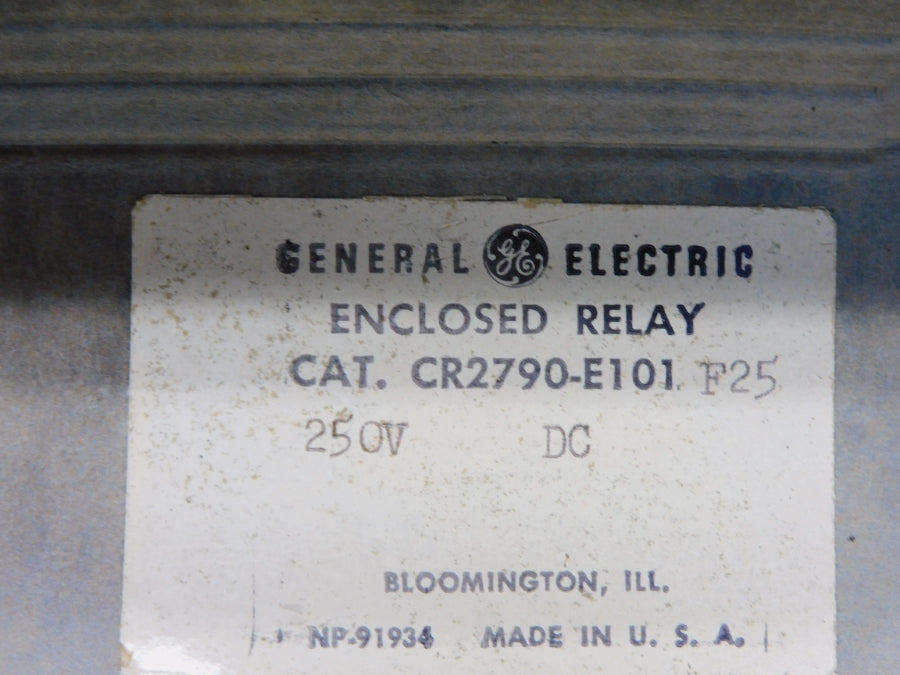 GENERAL GE ELECTRIC
ENCLOSED RELAY
CAT. CR2790-E101 F25
250V DC
BLOOMINGTON, ILL.
NP-91934 MADE IN U. S. A.